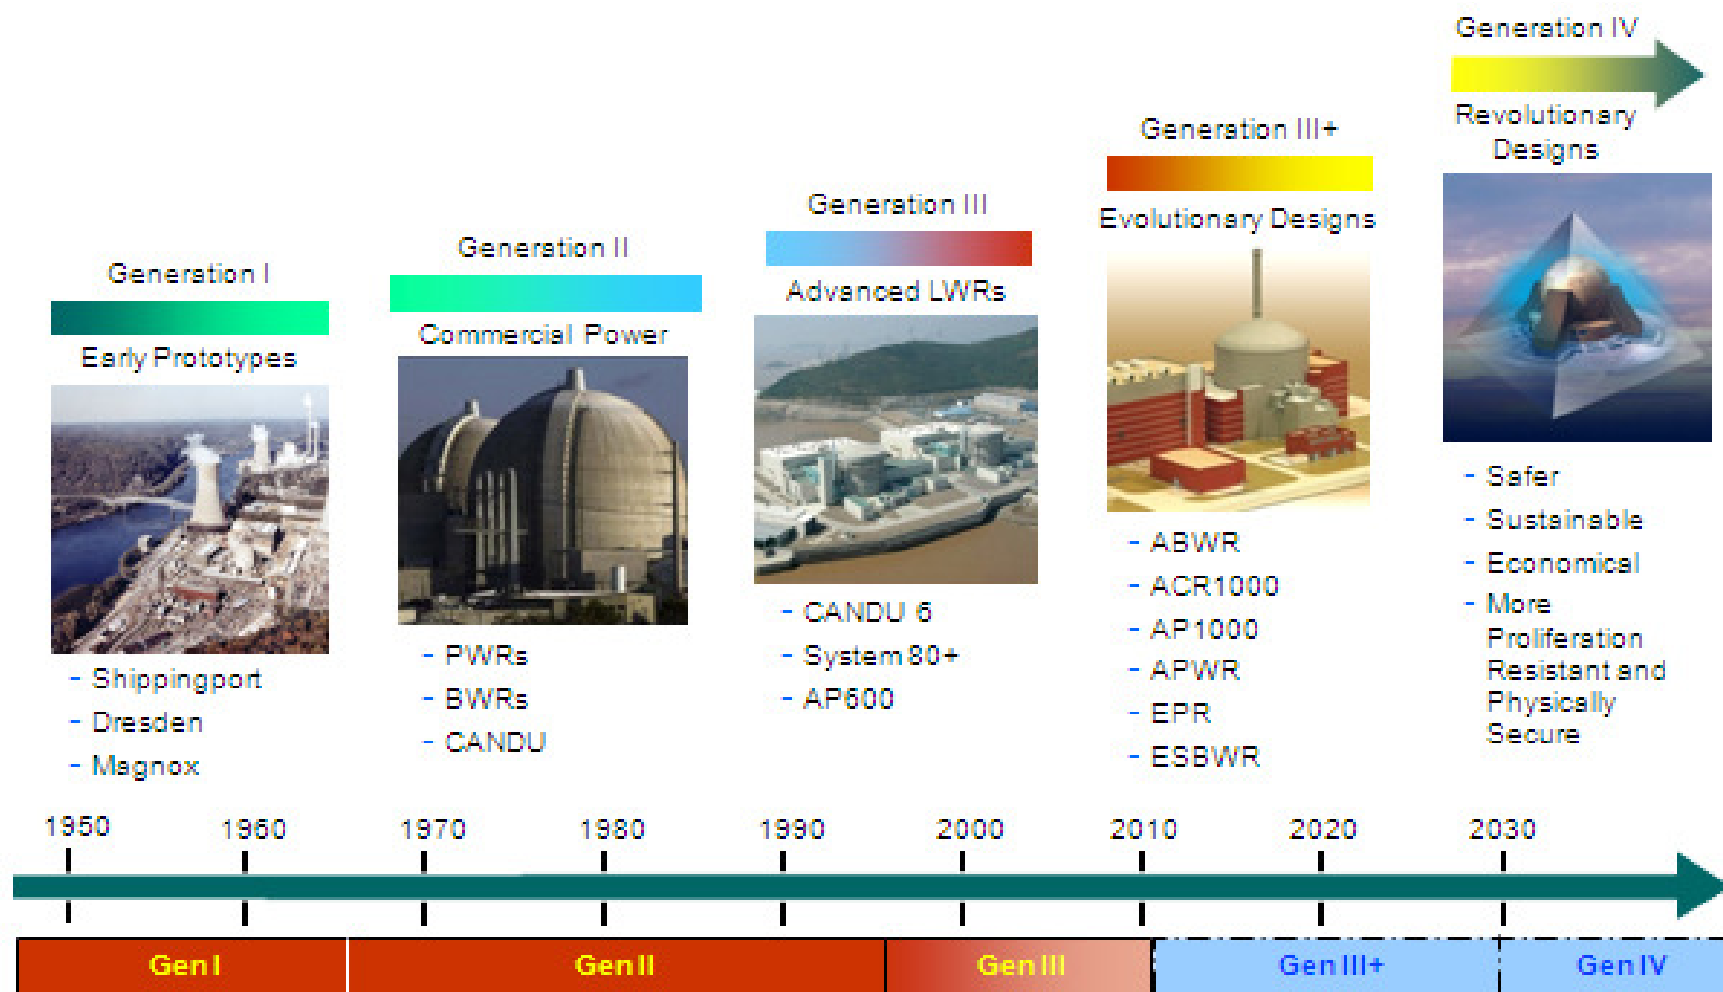 Generation I
Early Prototypes
- Shippingport
- Dresden
- Magnox
Generation II
Commercial Power
- PWRs
- BWRs
- CANDU
Generation III
Advanced LWRs
- CANDU 6
- System 80+
- AP600
Generation III+
Evolutionary Designs
- ABWR
- ACR1000
- AP1000
- APWR
- EPR
- ESBWR
Generation IV
Revolutionary
Designs
- Safer
- Sustainable
- Economical
- More
Proliferation
Resistant and
Physically
Secure
1950 1960 1970 1980 1990 2000 2010 2020 2030
Gen I Gen II Gen III Gen III+ Gen IV